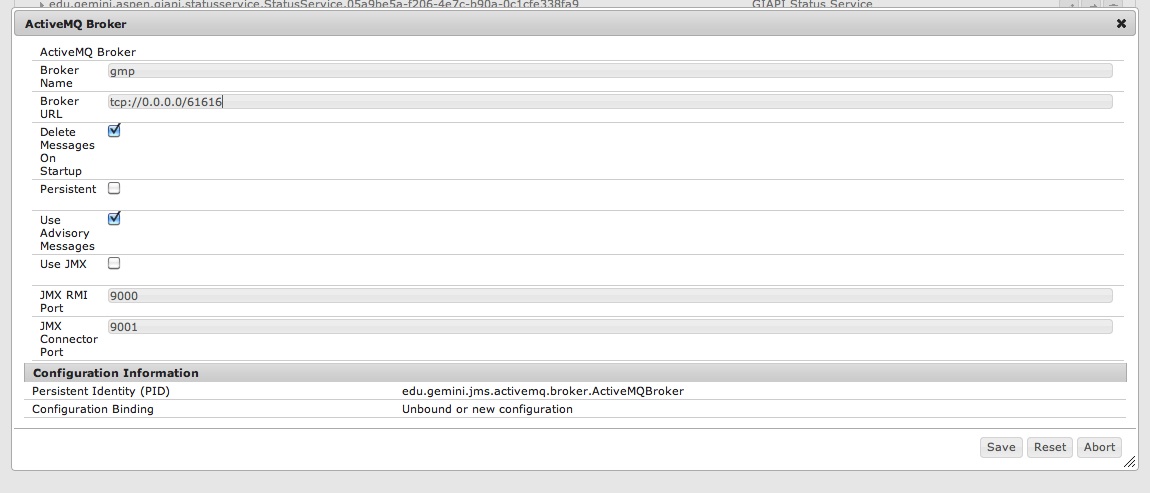 edu.gemini.aspen.giapi.statusservice.StatusService.05a9be5a-f206-4e7c-b90a-0c1cfe338fa9 GIAPI Status Service
ActiveMQ Broker
ActiveMQ Broker
Broker
Name
gmp
Broker
URL
tcp://0.0.0.0/61616
Delete
Messages
On
Startup
Persistent
Use
Advisory
Messages
Use JMX
JMX RMI
Port
9000
JMX
Connector
Port
9001
Configuration Information
Persistent Identity (PID) edu.gemini.jms.activemq.broker.ActiveMQBroker
Configuration Binding Unbound or new configuration
Save Reset Abort